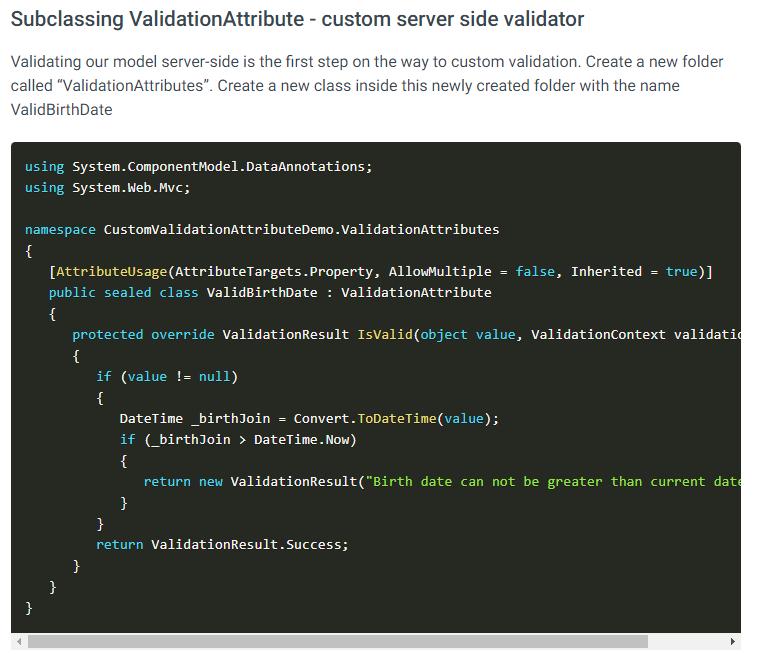 Subclassing ValidationAttribute - custom server side validator
Validating our model server-side is the first step on the way to custom validation. Create a new folder
called “ValidationAttributes”. Create a new class inside this newly created folder with the name
ValidBirthDate
using System.ComponentModel.DataAnnotations;
using System.Web.Mvc;
namespace CustomValidationAttributeDemo.ValidationAttributes
{
[AttributeUsage(AttributeTargets.Property, AllowMultiple = false, Inherited = true)]
public sealed class ValidBirthDate : ValidationAttribute
{
protected override ValidationResult IsValid(object value, ValidationContext validatio
{
if (value != null)
{
DateTime _birthJoin = Convert.ToDateTime(value);
if (_birthJoin > DateTime.Now)
{
return new ValidationResult("Birth date can not be greater than current date
}
}
return ValidationResult.Success;
}
}
}